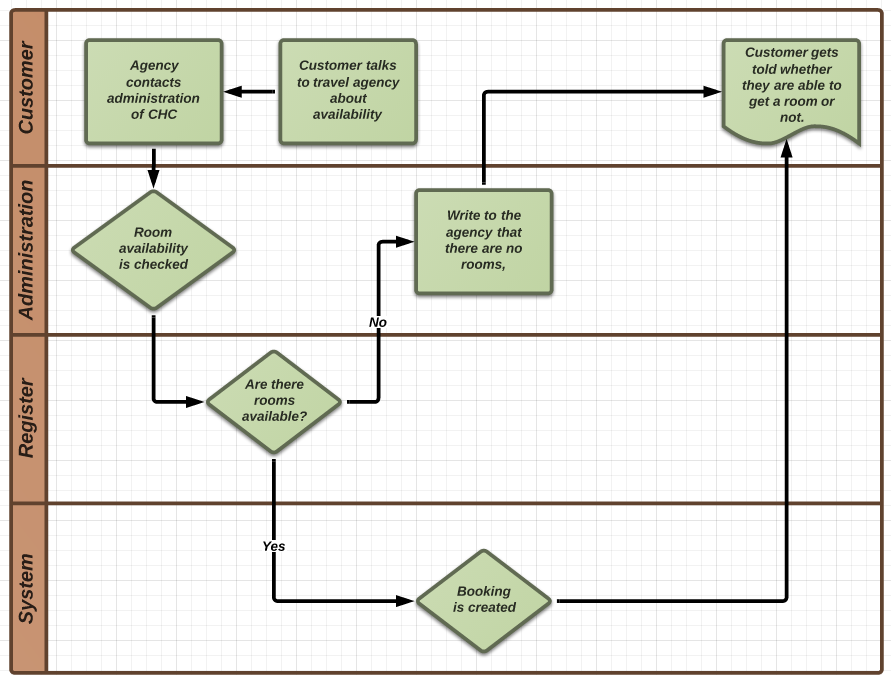 Customer
Agency
contacts
administration
of CHC
Customer talks
to travel agency
about
availability
Customer gets
told whether
they are able to
get a room or
not.
Administration
Room
availability
is checked
Write to the
agency that
there are no
rooms,
No
Register
Are there
rooms
available?
Yes
System
Booking
is created